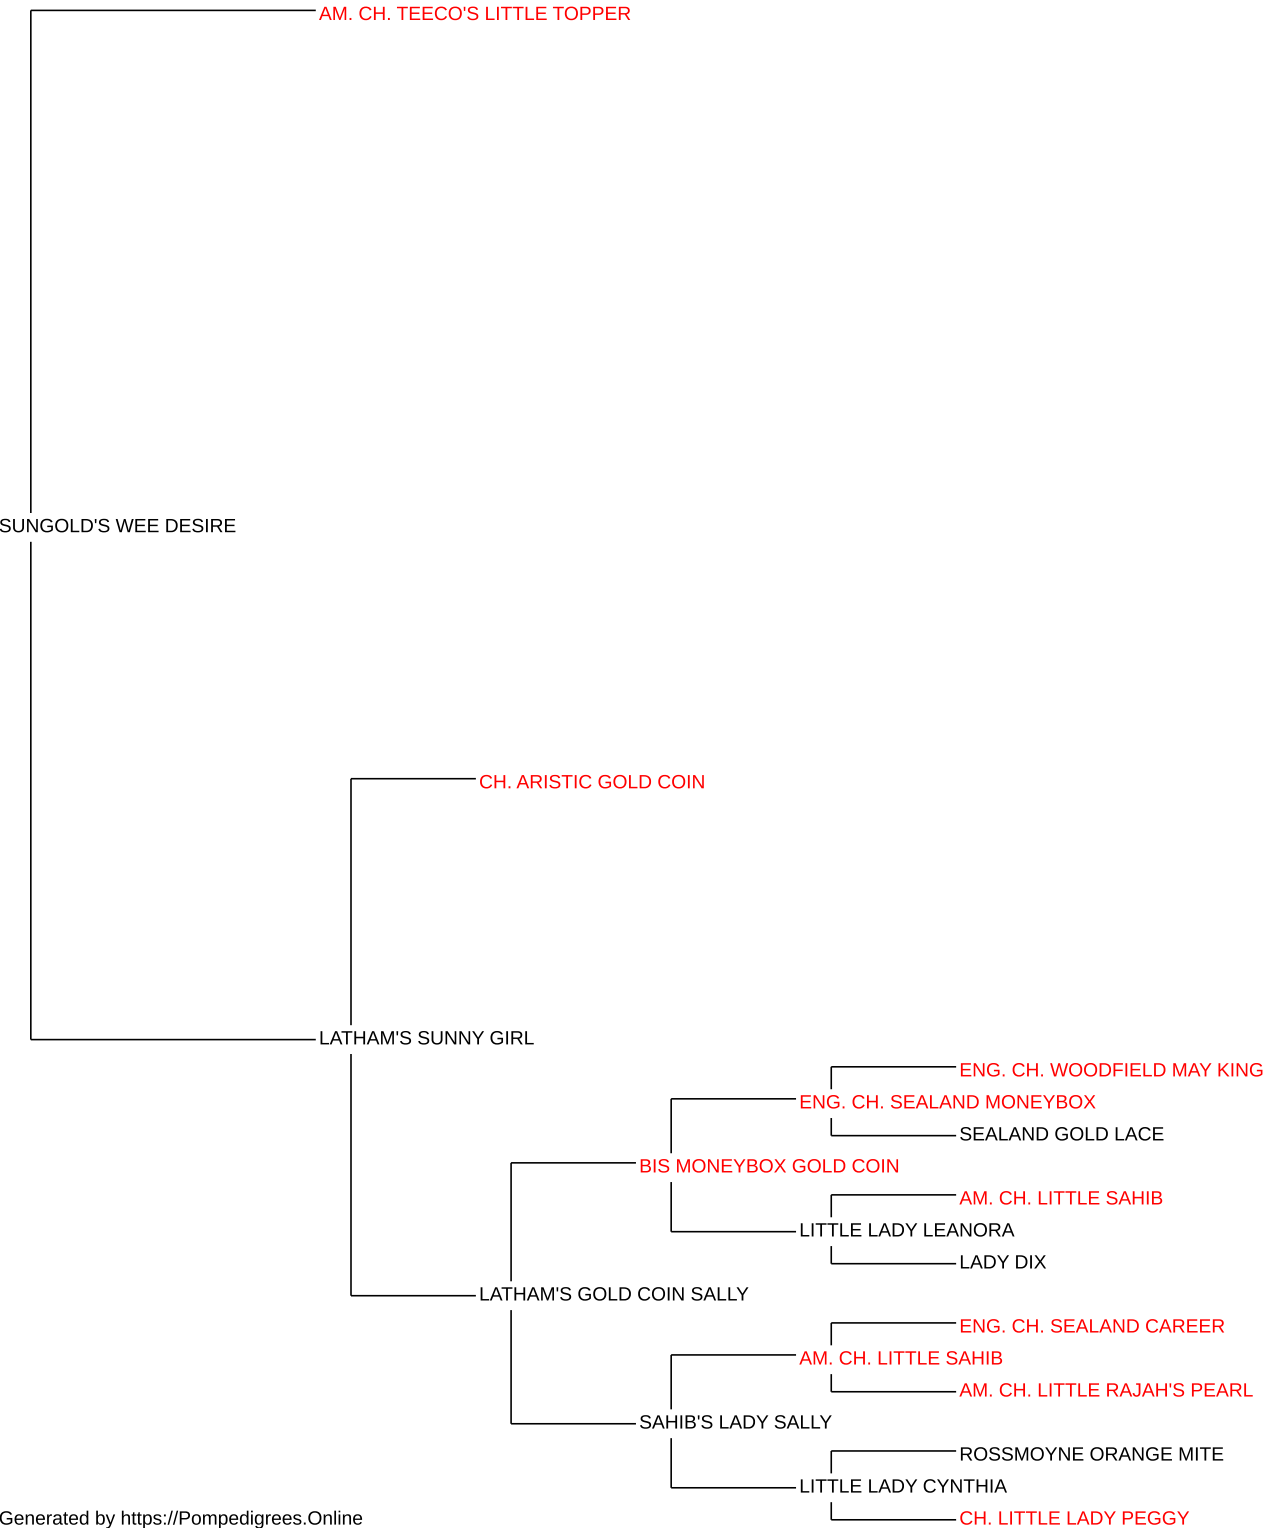 AM. CH. TEECO'S LITTLE TOPPER
SUNGOLD'S WEE DESIRE
CH. ARISTIC GOLD COIN
LATHAM'S SUNNY GIRL
ENG. CH. WOODFIELD MAY KING
ENG. CH. SEALAND MONEYBOX
SEALAND GOLD LACE
BIS MONEYBOX GOLD COIN
AM. CH. LITTLE SAHIB
LITTLE LADY LEANORA
LADY DIX
LATHAM'S GOLD COIN SALLY
ENG. CH. SEALAND CAREER
AM. CH. LITTLE SAHIB
AM. CH. LITTLE RAJAH'S PEARL
SAHIB'S LADY SALLY
ROSSMOYNE ORANGE MITE
LITTLE LADY CYNTHIA
CH. LITTLE LADY PEGGY
Generated by https://Pompedigrees.Online